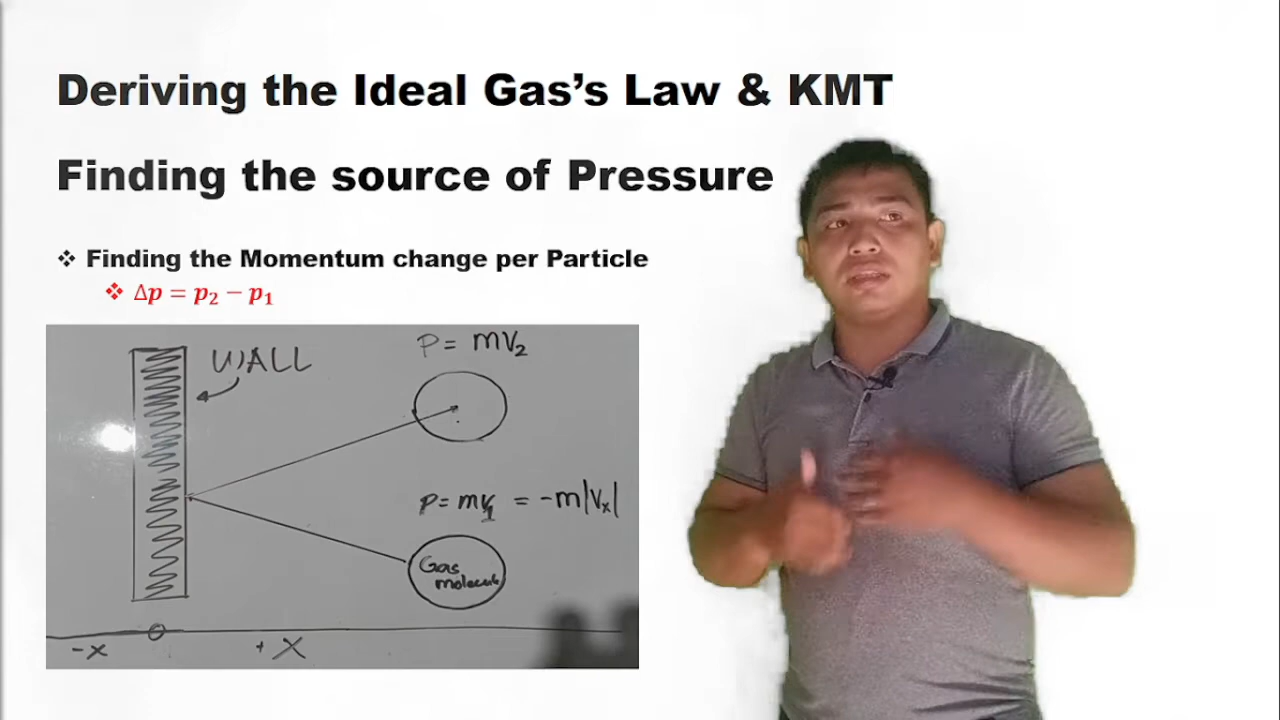 Deriving the Ideal Gas's Law & KMT
Finding the source of Pressure
❖ Finding the Momentum change per Particle
❖ Δp = p₂ − p₁
WALL
P = mV₂
P = mV₁ = -m|Vₓ|
Gas
molecule
-X O +X